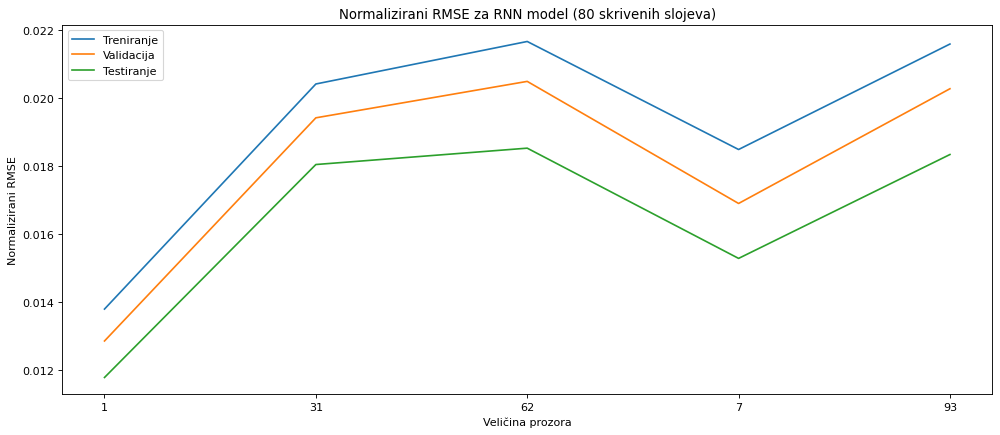 Normalizirani RMSE za RNN model (80 skrivenih slojeva)
Treniranje
Validacija
Testiranje
Normalizirani RMSE
0.022
0.020
0.018
0.016
0.014
0.012
1 31 62 7 93
Veličina prozora